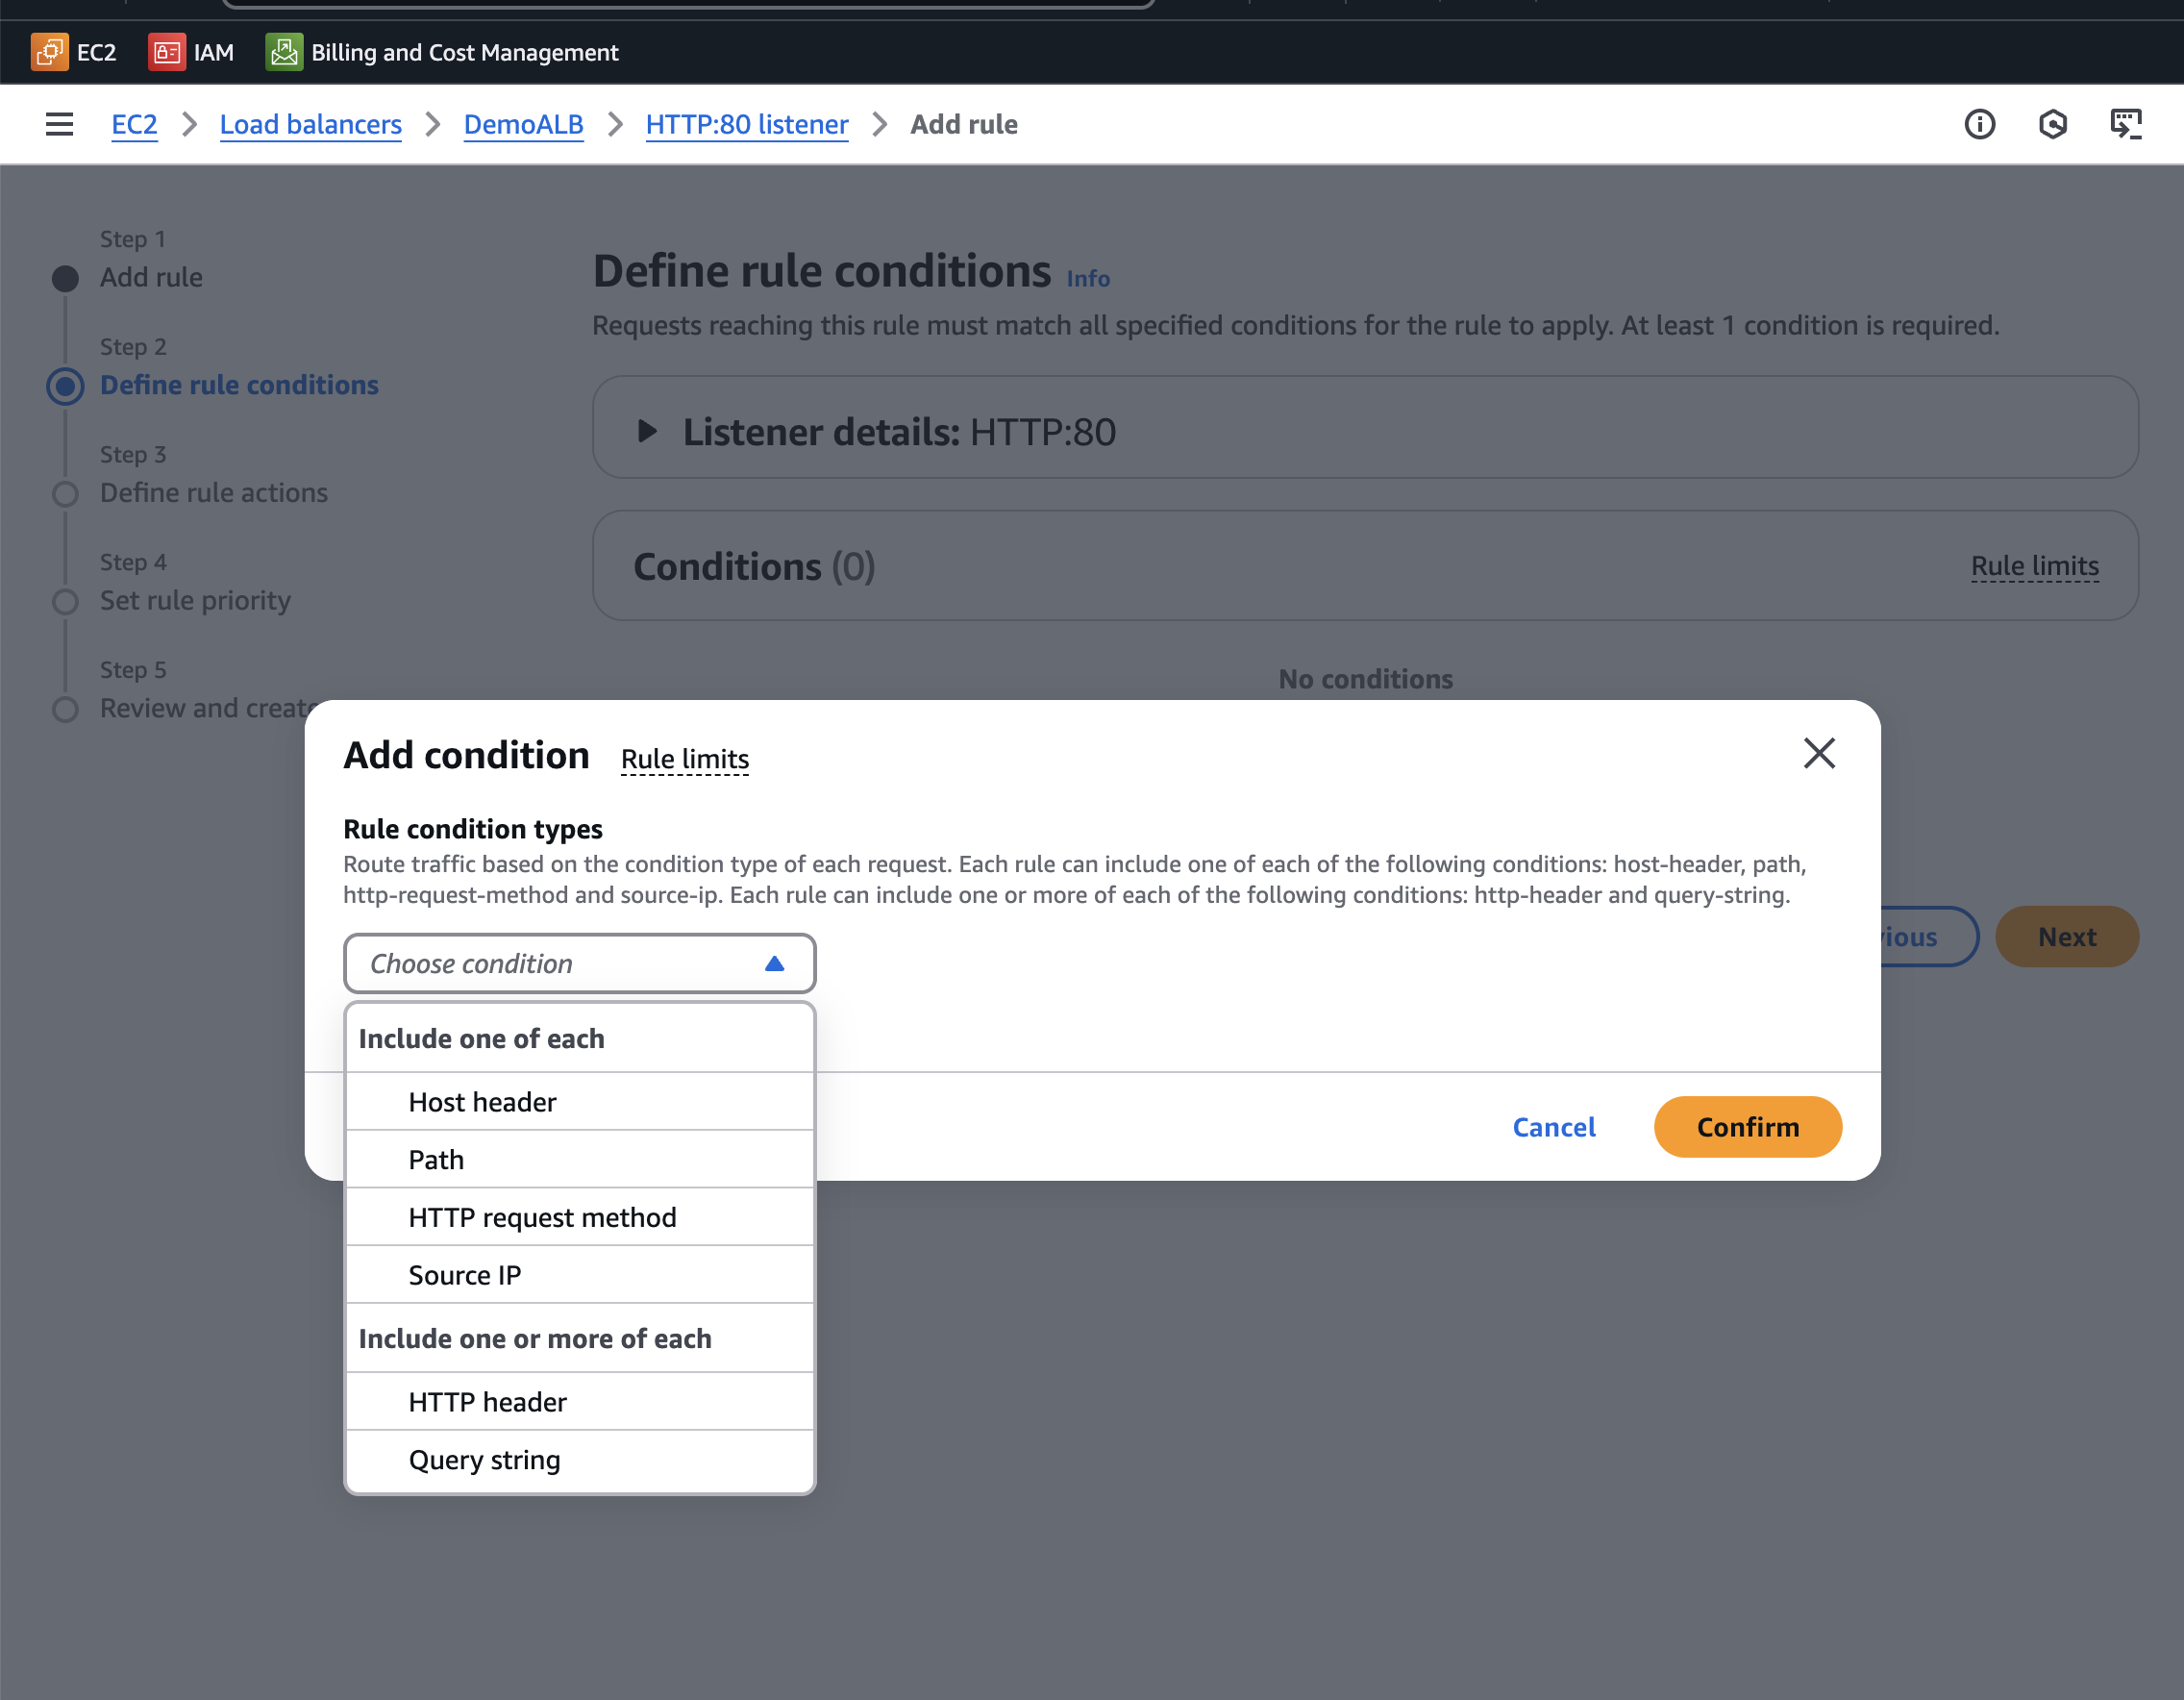 EC2 IAM Billing and Cost Management
EC2 Load balancers DemoALB HTTP:80 listener Add rule
Step 1
Add rule
Step 2
Define rule conditions
Step 3
Define rule actions
Step 4
Set rule priority
Step 5
Review and create
Define rule conditions Info
Requests reaching this rule must match all specified conditions for the rule to apply. At least 1 condition is required.
Listener details: HTTP:80
Conditions (0) Rule limits
No conditions
Add condition Rule limits
Rule condition types
Route traffic based on the condition type of each request. Each rule can include one of each of the following conditions: host-header, path,
http-request-method and source-ip. Each rule can include one or more of each of the following conditions: http-header and query-string.
Choose condition
Include one of each
Host header
Path
HTTP request method
Source IP
Include one or more of each
HTTP header
Query string
Cancel Confirm
vious Next